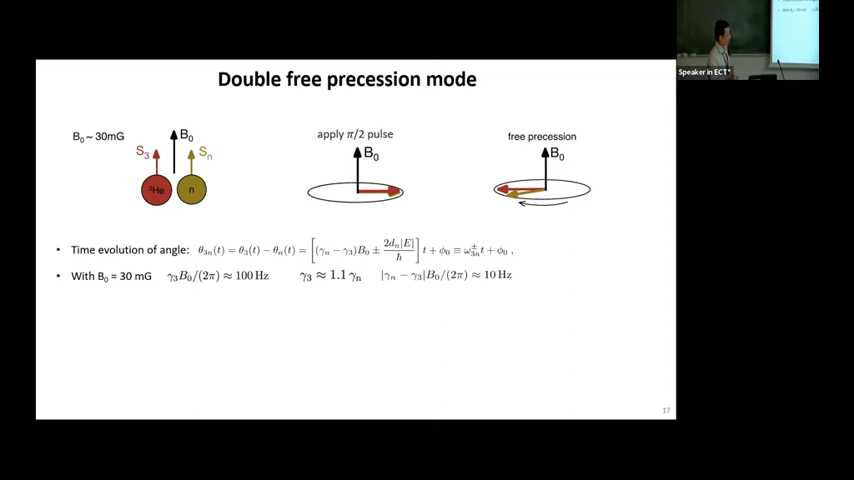 Double free precession mode
B₀ ~ 30mG
B₀
S₃
Sₙ
³He
n
apply π/2 pulse
B₀
free precession
B₀
• Time evolution of angle: θ₃ₙ(t) = θ₃(t) − θₙ(t) = [(γₙ − γ₃)B₀ ± 2dₙ|E|/ħ] t + ϕ₀ ≡ ω₃ₙ^± t + ϕ₀ ,
• With B₀ = 30 mG γ₃B₀/(2π) ≈ 100 Hz γ₃ ≈ 1.1 γₙ |γₙ − γ₃|B₀/(2π) ≈ 10 Hz
17
Speaker in ECT*